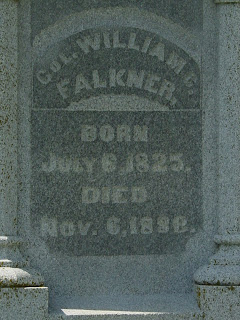 COL. WILLIAM C.
FALKNER.
BORN
JULY 6, 1825.
DIED
NOV. 6, 1889.